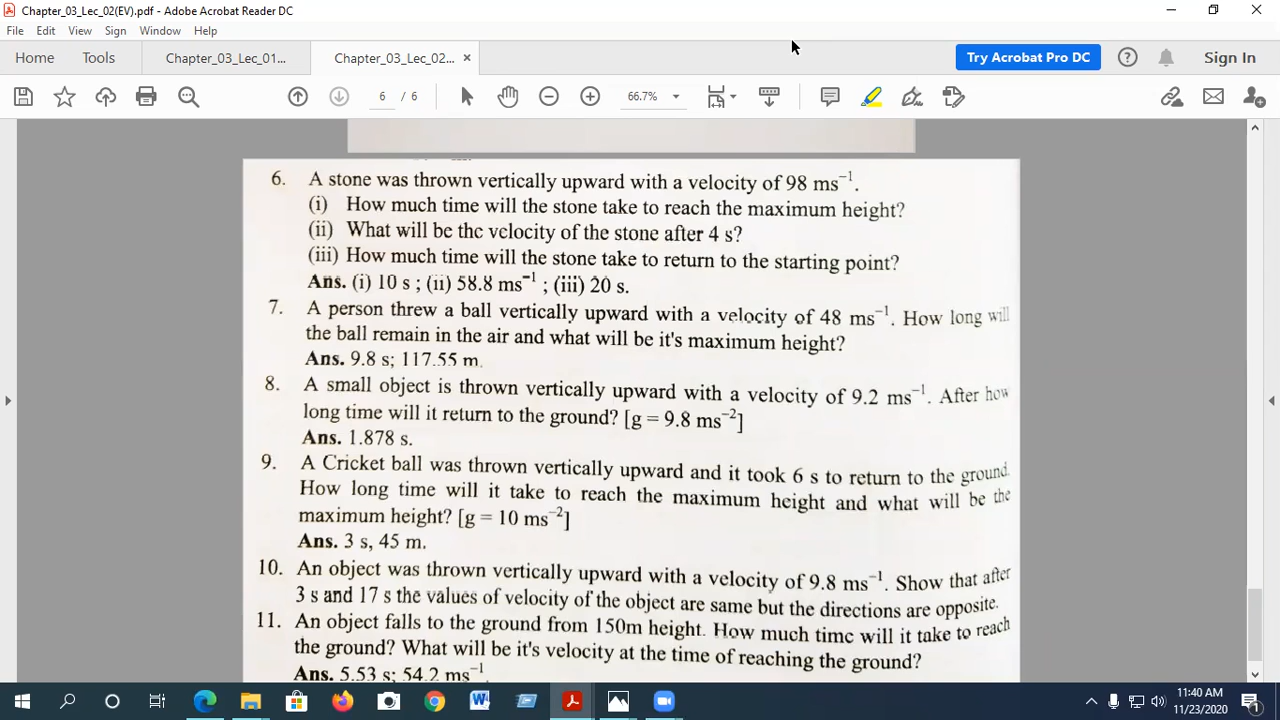 Chapter_03_Lec_02(EV).pdf - Adobe Acrobat Reader DC
File Edit View Sign Window Help
Home Tools Chapter_03_Lec_01... Chapter_03_Lec_02... × Try Acrobat Pro DC Sign In
6 / 6 66.7%
6. A stone was thrown vertically upward with a velocity of 98 ms⁻¹.
(i) How much time will the stone take to reach the maximum height?
(ii) What will be the velocity of the stone after 4 s?
(iii) How much time will the stone take to return to the starting point?
Ans. (i) 10 s ; (ii) 58.8 ms⁻¹ ; (iii) 20 s.
7. A person threw a ball vertically upward with a velocity of 48 ms⁻¹. How long will
the ball remain in the air and what will be it's maximum height?
Ans. 9.8 s; 117.55 m.
8. A small object is thrown vertically upward with a velocity of 9.2 ms⁻¹. After how
long time will it return to the ground? [g = 9.8 ms⁻²]
Ans. 1.878 s.
9. A Cricket ball was thrown vertically upward and it took 6 s to return to the ground.
How long time will it take to reach the maximum height and what will be the
maximum height? [g = 10 ms⁻²]
Ans. 3 s, 45 m.
10. An object was thrown vertically upward with a velocity of 9.8 ms⁻¹. Show that after
3 s and 17 s the values of velocity of the object are same but the directions are opposite.
11. An object falls to the ground from 150m height. How much time will it take to reach
the ground? What will be it's velocity at the time of reaching the ground?
Ans. 5.53 s; 54.2 ms⁻¹
11:40 AM
11/23/2020
1